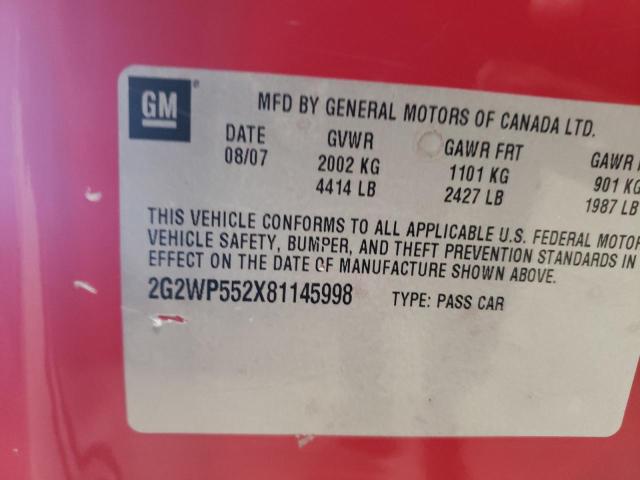 GM®
MFD BY GENERAL MOTORS OF CANADA LTD.
DATE GVWR GAWR FRT GAWR
08/07 2002 KG 1101 KG 901 KG
4414 LB 2427 LB 1987 LB
THIS VEHICLE CONFORMS TO ALL APPLICABLE U.S. FEDERAL MOTOR
VEHICLE SAFETY, BUMPER, AND THEFT PREVENTION STANDARDS IN
EFFECT ON THE DATE OF MANUFACTURE SHOWN ABOVE.
2G2WP552X81145998 TYPE: PASS CAR